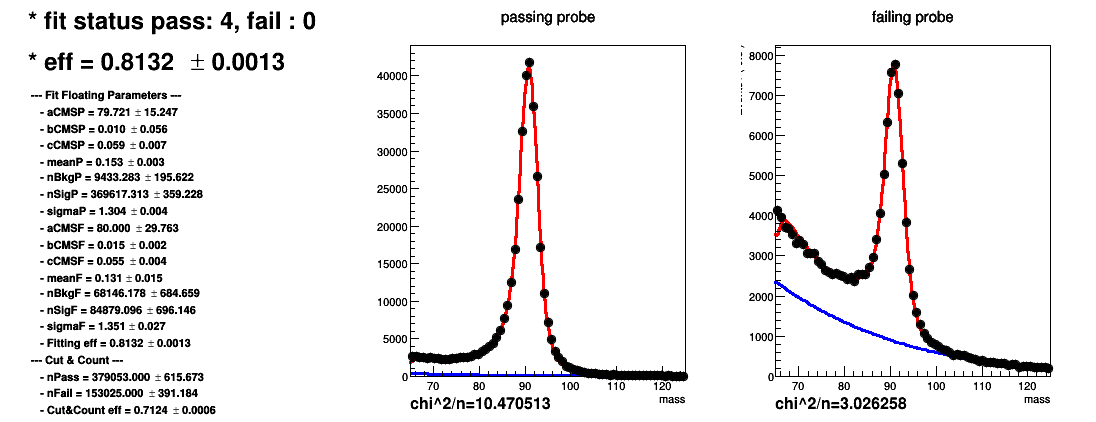 * fit status pass: 4, fail : 0
* eff = 0.8132 ± 0.0013
--- Fit Floating Parameters ---
- aCMSP = 79.721 ± 15.247
- bCMSP = 0.010 ± 0.056
- cCMSP = 0.059 ± 0.007
- meanP = 0.153 ± 0.003
- nBkgP = 9433.283 ± 195.622
- nSigP = 369617.313 ± 359.228
- sigmaP = 1.304 ± 0.004
- aCMSF = 80.000 ± 29.763
- bCMSF = 0.015 ± 0.002
- cCMSF = 0.055 ± 0.004
- meanF = 0.131 ± 0.015
- nBkgF = 68146.178 ± 684.659
- nSigF = 84879.096 ± 696.146
- sigmaF = 1.351 ± 0.027
- Fitting eff = 0.8132 ± 0.0013
--- Cut & Count ---
- nPass = 379053.000 ± 615.673
- nFail = 153025.000 ± 391.184
- Cut&Count eff = 0.7124 ± 0.0006
passing probe
40000
35000
30000
25000
20000
15000
10000
5000
0
70 80 90 100 110 120
mass
chi^2/n=10.470513
failing probe
8000
7000
6000
5000
4000
3000
2000
1000
0
70 80 90 100 110 120
mass
chi^2/n=3.026258